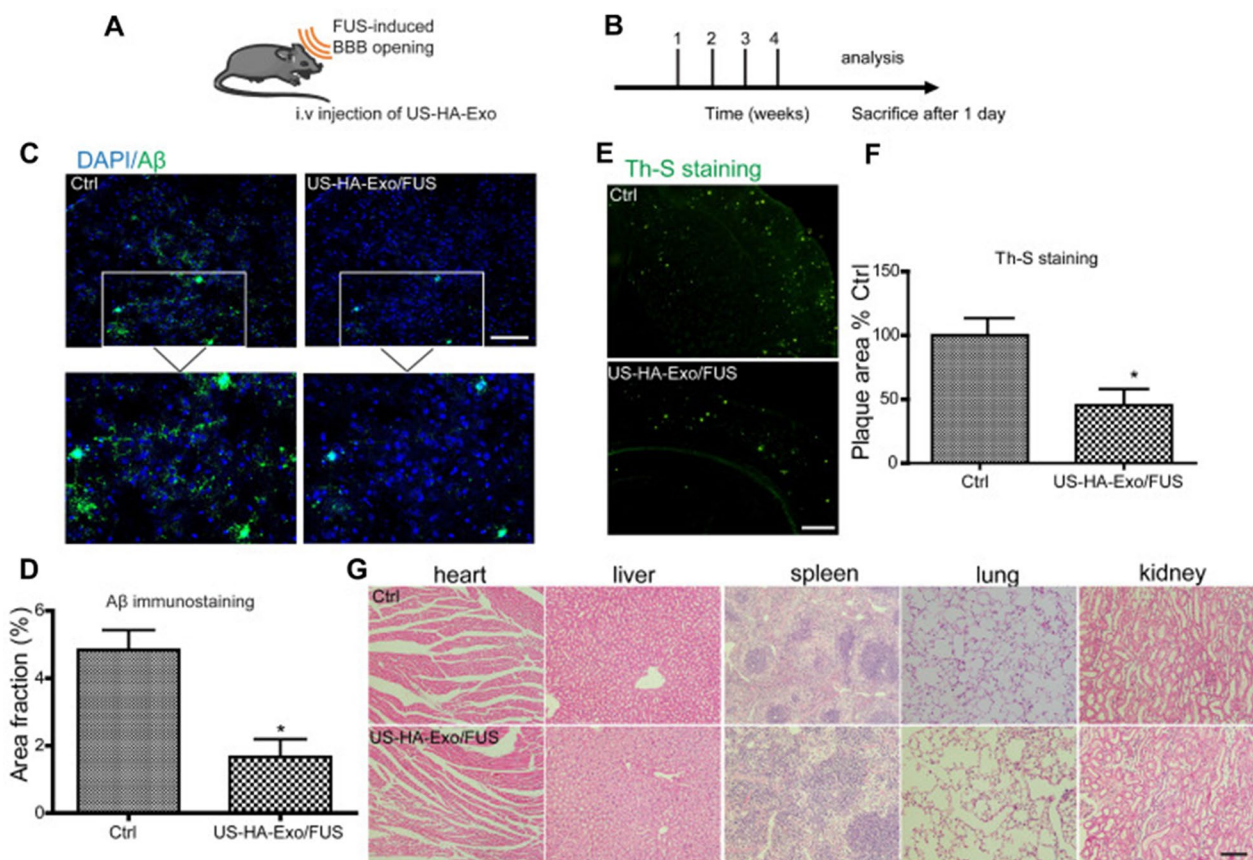 A
FUS-induced
BBB opening
i.v injection of US-HA-Exo
B
1 2 3 4
analysis
Time (weeks)
Sacrifice after 1 day
C
DAPI/Aβ
Ctrl
US-HA-Exo/FUS
E
Th-S staining
Ctrl
US-HA-Exo/FUS
F
Th-S staining
Plaque area % Ctrl
150
100
50
0
Ctrl
US-HA-Exo/FUS
D
Aβ immunostaining
Area fraction (%)
6
4
2
0
Ctrl
US-HA-Exo/FUS
G
heart liver spleen lung kidney
Ctrl
US-HA-Exo/FUS
*
*